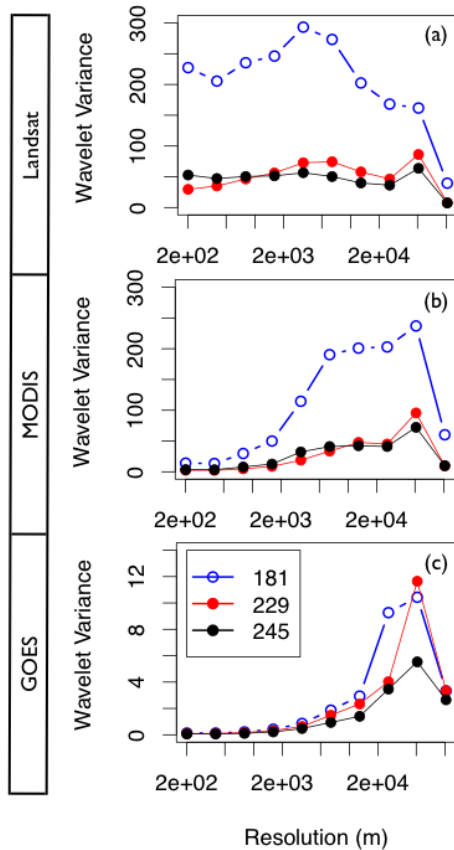 Landsat
Wavelet Variance
300
200
100
0
(a)
2e+02 2e+03 2e+04
MODIS
Wavelet Variance
300
200
100
0
(b)
2e+02 2e+03 2e+04
GOES
Wavelet Variance
12
8
4
0
(c)
181
229
245
2e+02 2e+03 2e+04
Resolution (m)